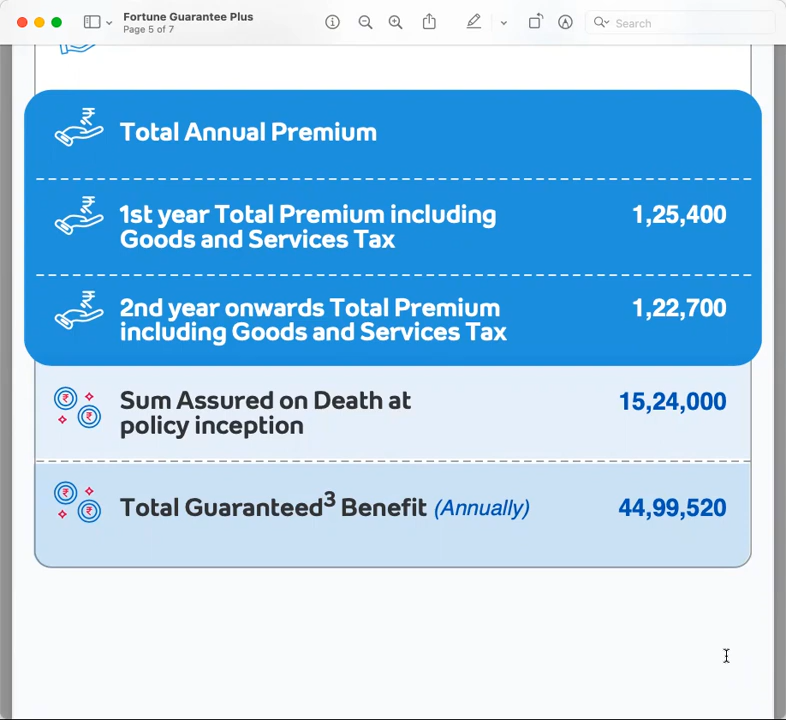 Fortune Guarantee Plus
Page 5 of 7
Search
Total Annual Premium
1st year Total Premium including
Goods and Services Tax
1,25,400
2nd year onwards Total Premium
including Goods and Services Tax
1,22,700
Sum Assured on Death at
policy inception
15,24,000
Total Guaranteed³ Benefit (Annually)
44,99,520